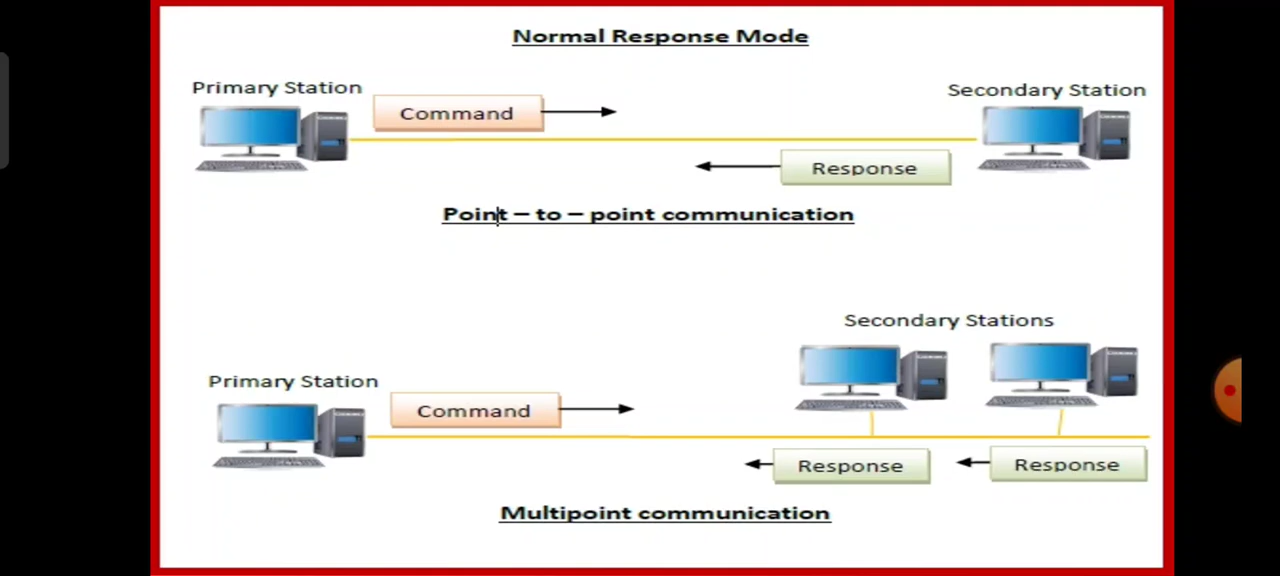 Normal Response Mode
Primary Station
Secondary Station
Command
Response
Point – to – point communication
Secondary Stations
Primary Station
Command
Response
Response
Multipoint communication